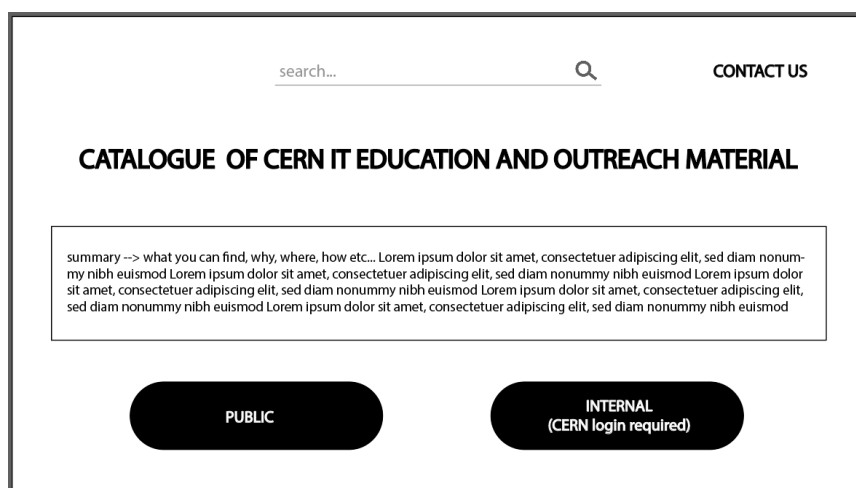 search...
CONTACT US
CATALOGUE OF CERN IT EDUCATION AND OUTREACH MATERIAL
summary --> what you can find, why, where, how etc... Lorem ipsum dolor sit amet, consectetuer adipiscing elit, sed diam nonum-
my nibh euismod Lorem ipsum dolor sit amet, consectetuer adipiscing elit, sed diam nonummy nibh euismod Lorem ipsum dolor
sit amet, consectetuer adipiscing elit, sed diam nonummy nibh euismod Lorem ipsum dolor sit amet, consectetuer adipiscing elit,
sed diam nonummy nibh euismod Lorem ipsum dolor sit amet, consectetuer adipiscing elit, sed diam nonummy nibh euismod
PUBLIC
INTERNAL
(CERN login required)